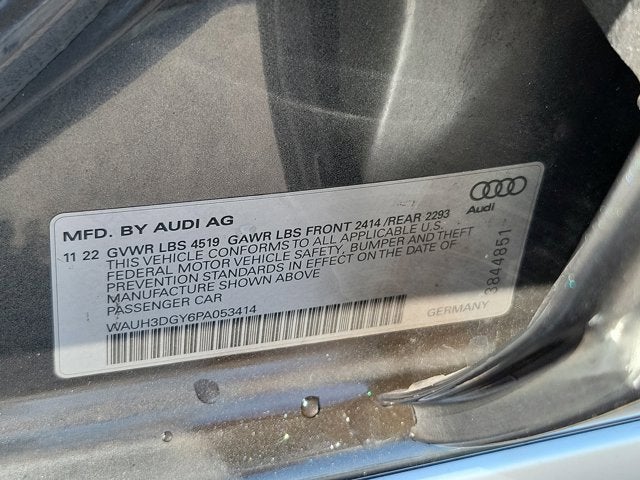 MFD. BY AUDI AG
Audi
11 22 GVWR LBS 4519 GAWR LBS FRONT 2414 /REAR 2293
THIS VEHICLE CONFORMS TO ALL APPLICABLE U.S.
FEDERAL MOTOR VEHICLE SAFETY, BUMPER AND THEFT
PREVENTION STANDARDS IN EFFECT ON THE DATE OF
MANUFACTURE SHOWN ABOVE
PASSENGER CAR
WAUH3DGY6PA053414
GERMANY
3844851